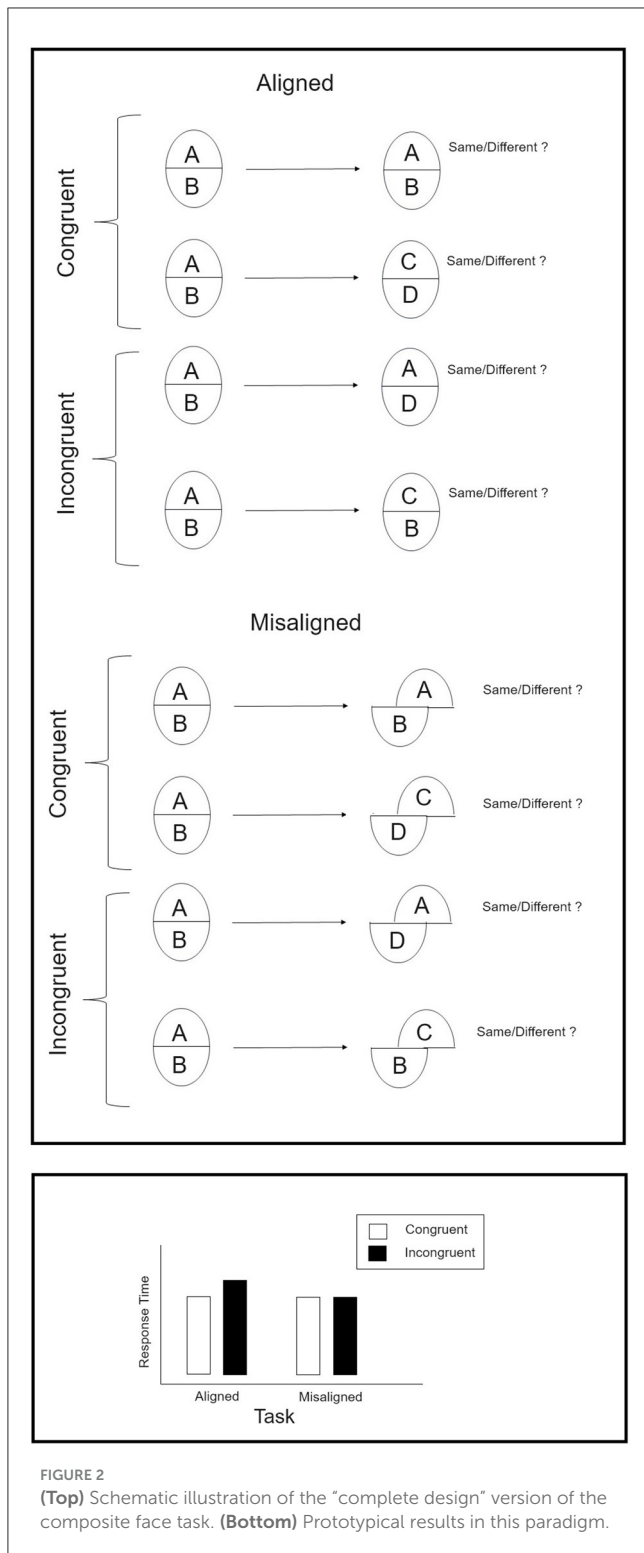 Aligned
Congruent
A
B
A
B
Same/Different ?
A
B
C
D
Same/Different ?
Incongruent
A
B
A
D
Same/Different ?
A
B
C
B
Same/Different ?
Misaligned
Congruent
A
B
A
B
Same/Different ?
A
B
C
D
Same/Different ?
Incongruent
A
B
A
D
Same/Different ?
A
B
C
B
Same/Different ?
Congruent
Incongruent
Response Time
Aligned
Misaligned
Task
FIGURE 2
(Top) Schematic illustration of the “complete design” version of the
composite face task. (Bottom) Prototypical results in this paradigm.